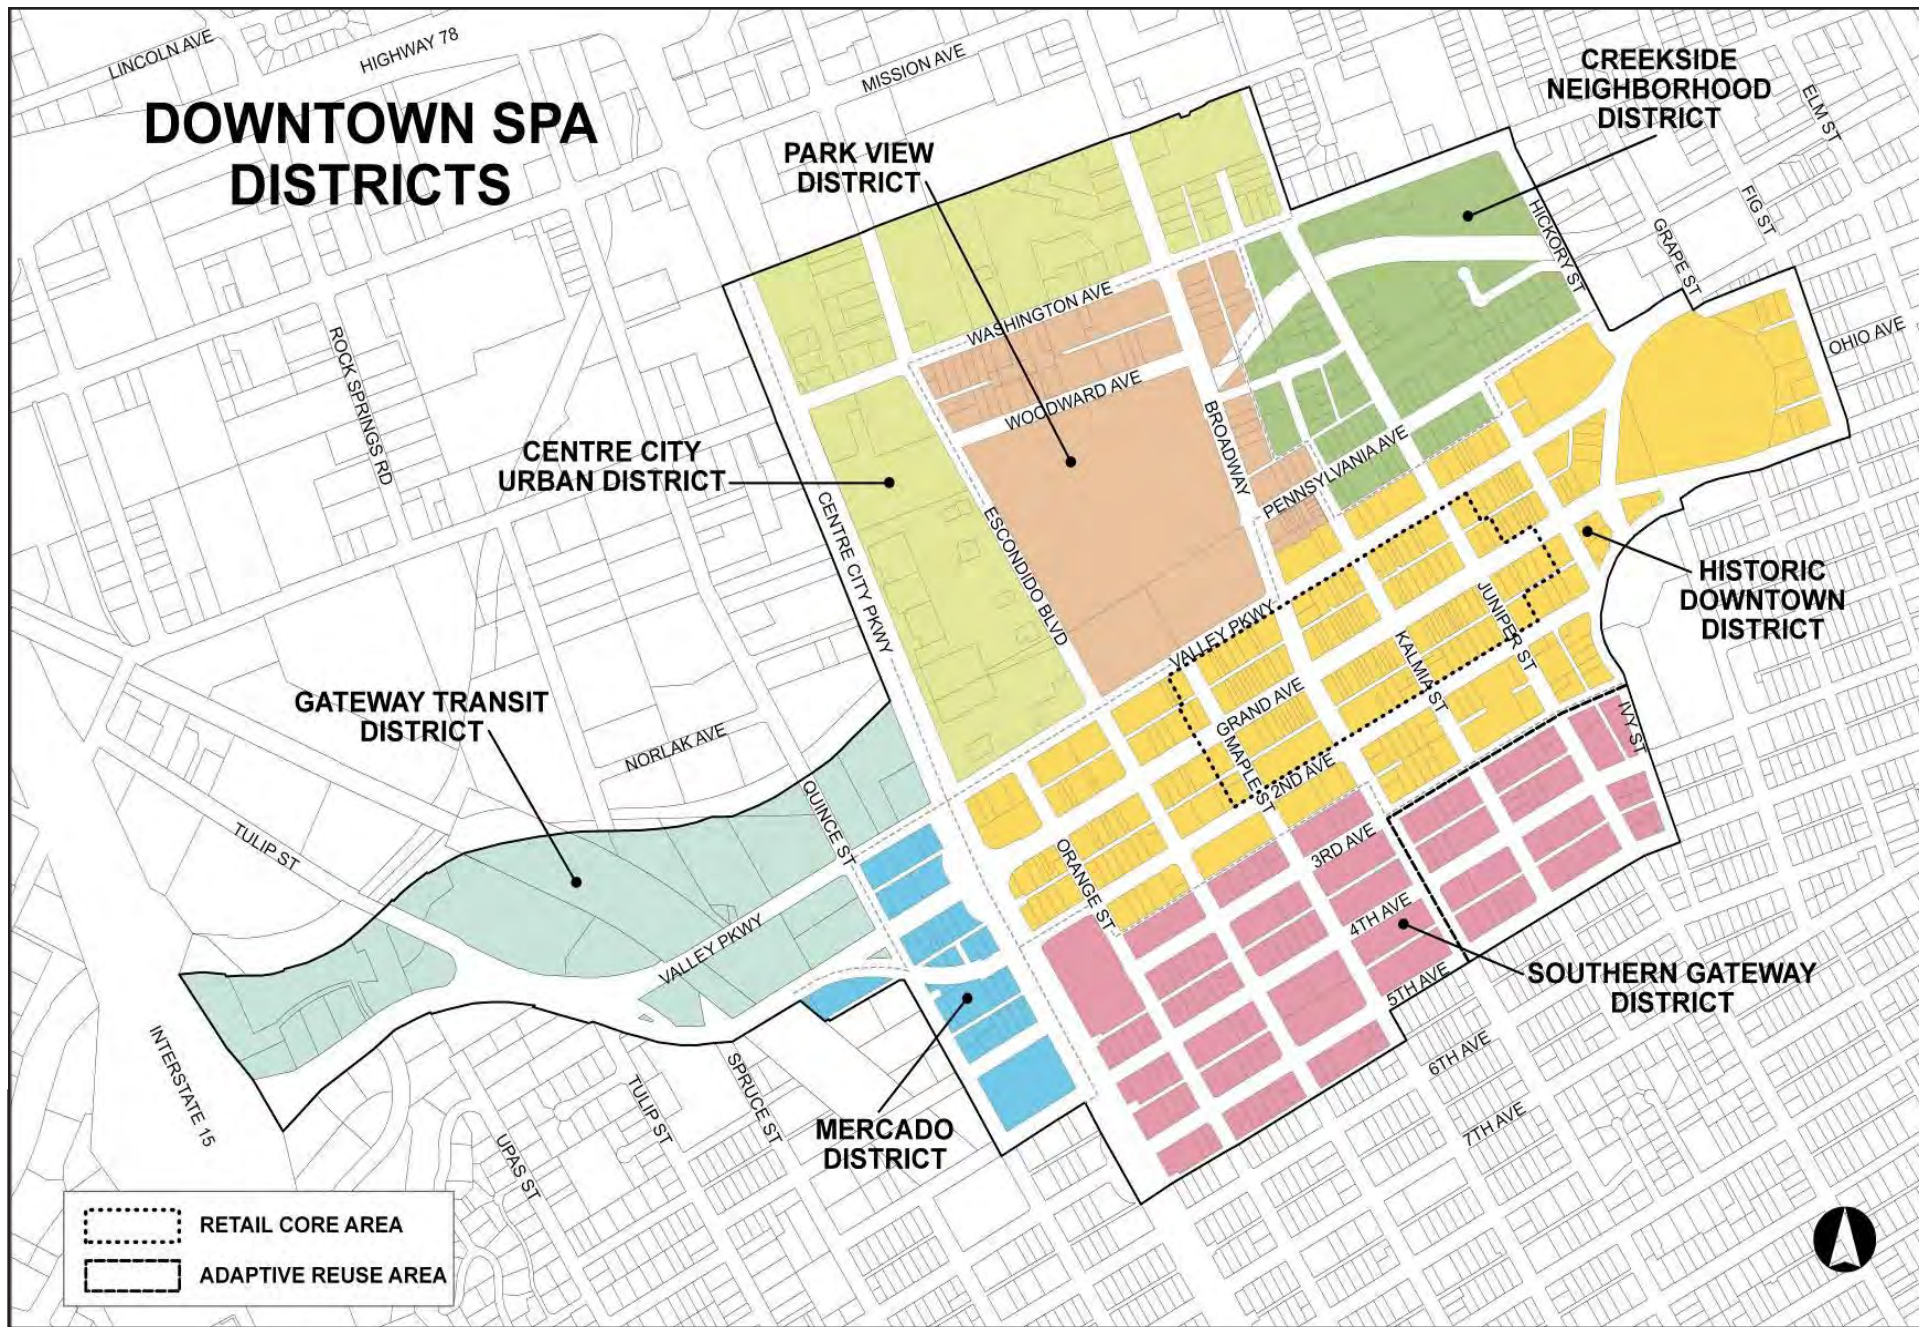 DOWNTOWN SPA
DISTRICTS
LINCOLN AVE
HIGHWAY 78
MISSION AVE
CREEKSIDE
NEIGHBORHOOD
DISTRICT
ELM ST
PARK VIEW
DISTRICT
FIG ST
HICKORY ST
GRAPE ST
OHIO AVE
WASHINGTON AVE
ROCK SPRINGS RD
WOODWARD AVE
BROADWAY
CENTRE CITY
URBAN DISTRICT
PENNSYLVANIA AVE
CENTRE CITY PKWY
ESCONDIDO BLVD
HISTORIC
DOWNTOWN
DISTRICT
JUNIPER ST
VALLEY PKWY
KALMIA ST
GRAND AVE
MAPLE ST
2ND AVE
IVY ST
GATEWAY TRANSIT
DISTRICT
NORLAK AVE
QUINCE ST
TULIP ST
ORANGE ST
3RD AVE
4TH AVE
5TH AVE
VALLEY PKWY
SOUTHERN GATEWAY
DISTRICT
INTERSTATE 15
6TH AVE
7TH AVE
TULIP ST
SPRUCE ST
UPAS ST
MERCADO
DISTRICT
RETAIL CORE AREA
ADAPTIVE REUSE AREA